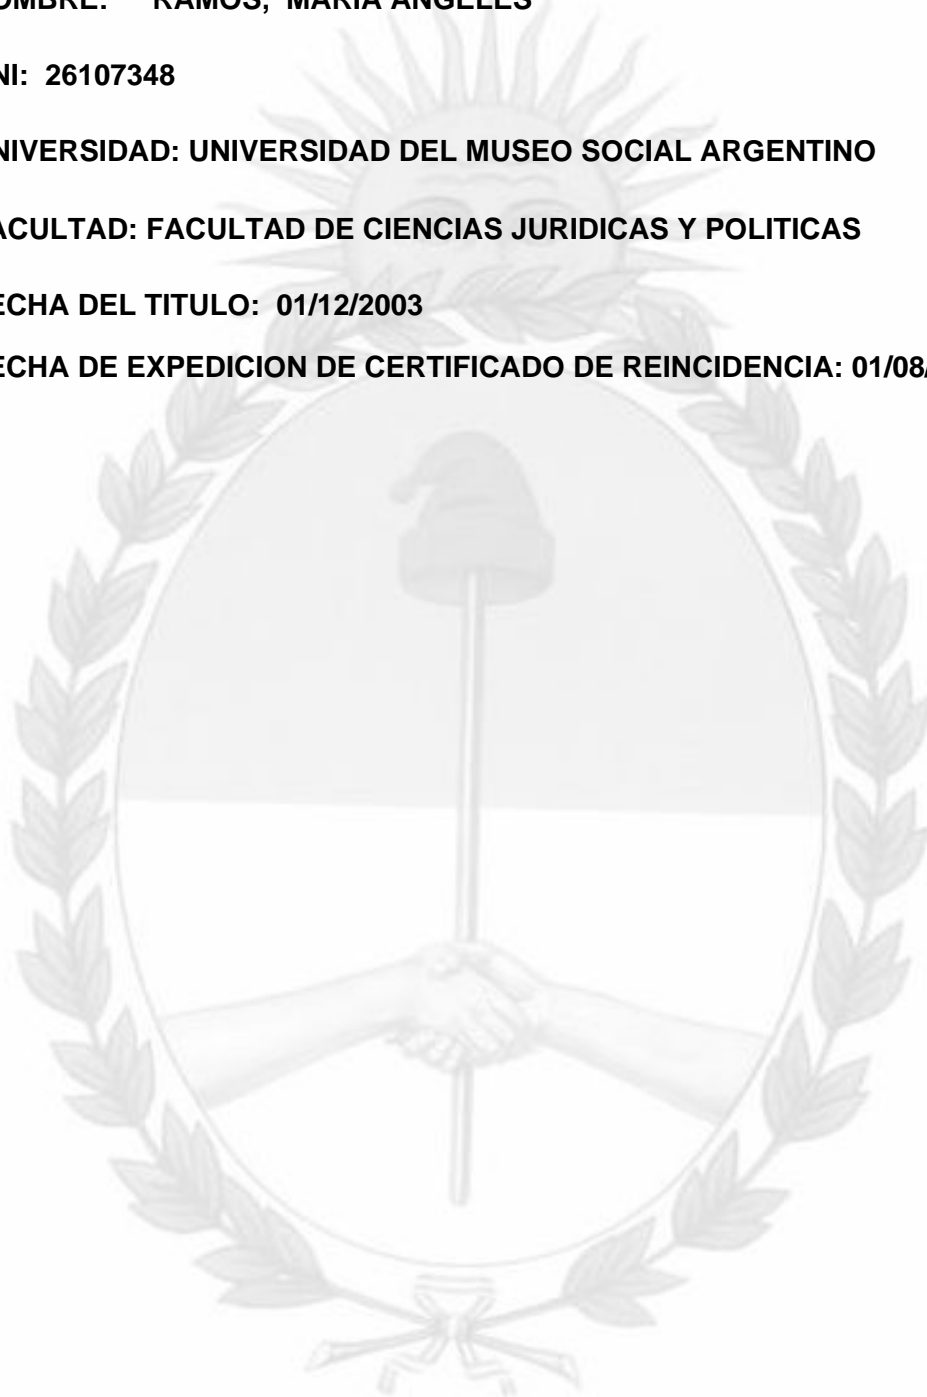 OMBRE: RAMOS, MARIA ANGELES
NI: 26107348
NIVERSIDAD: UNIVERSIDAD DEL MUSEO SOCIAL ARGENTINO
ACULTAD: FACULTAD DE CIENCIAS JURIDICAS Y POLITICAS
ECHA DEL TITULO: 01/12/2003
ECHA DE EXPEDICION DE CERTIFICADO DE REINCIDENCIA: 01/08/